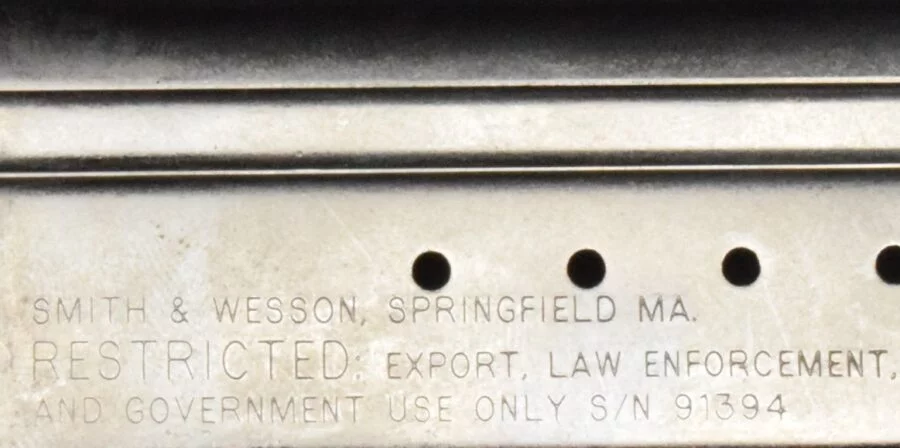 SMITH & WESSON, SPRINGFIELD MA.
RESTRICTED: EXPORT, LAW ENFORCEMENT,
AND GOVERNMENT USE ONLY S/N 91394